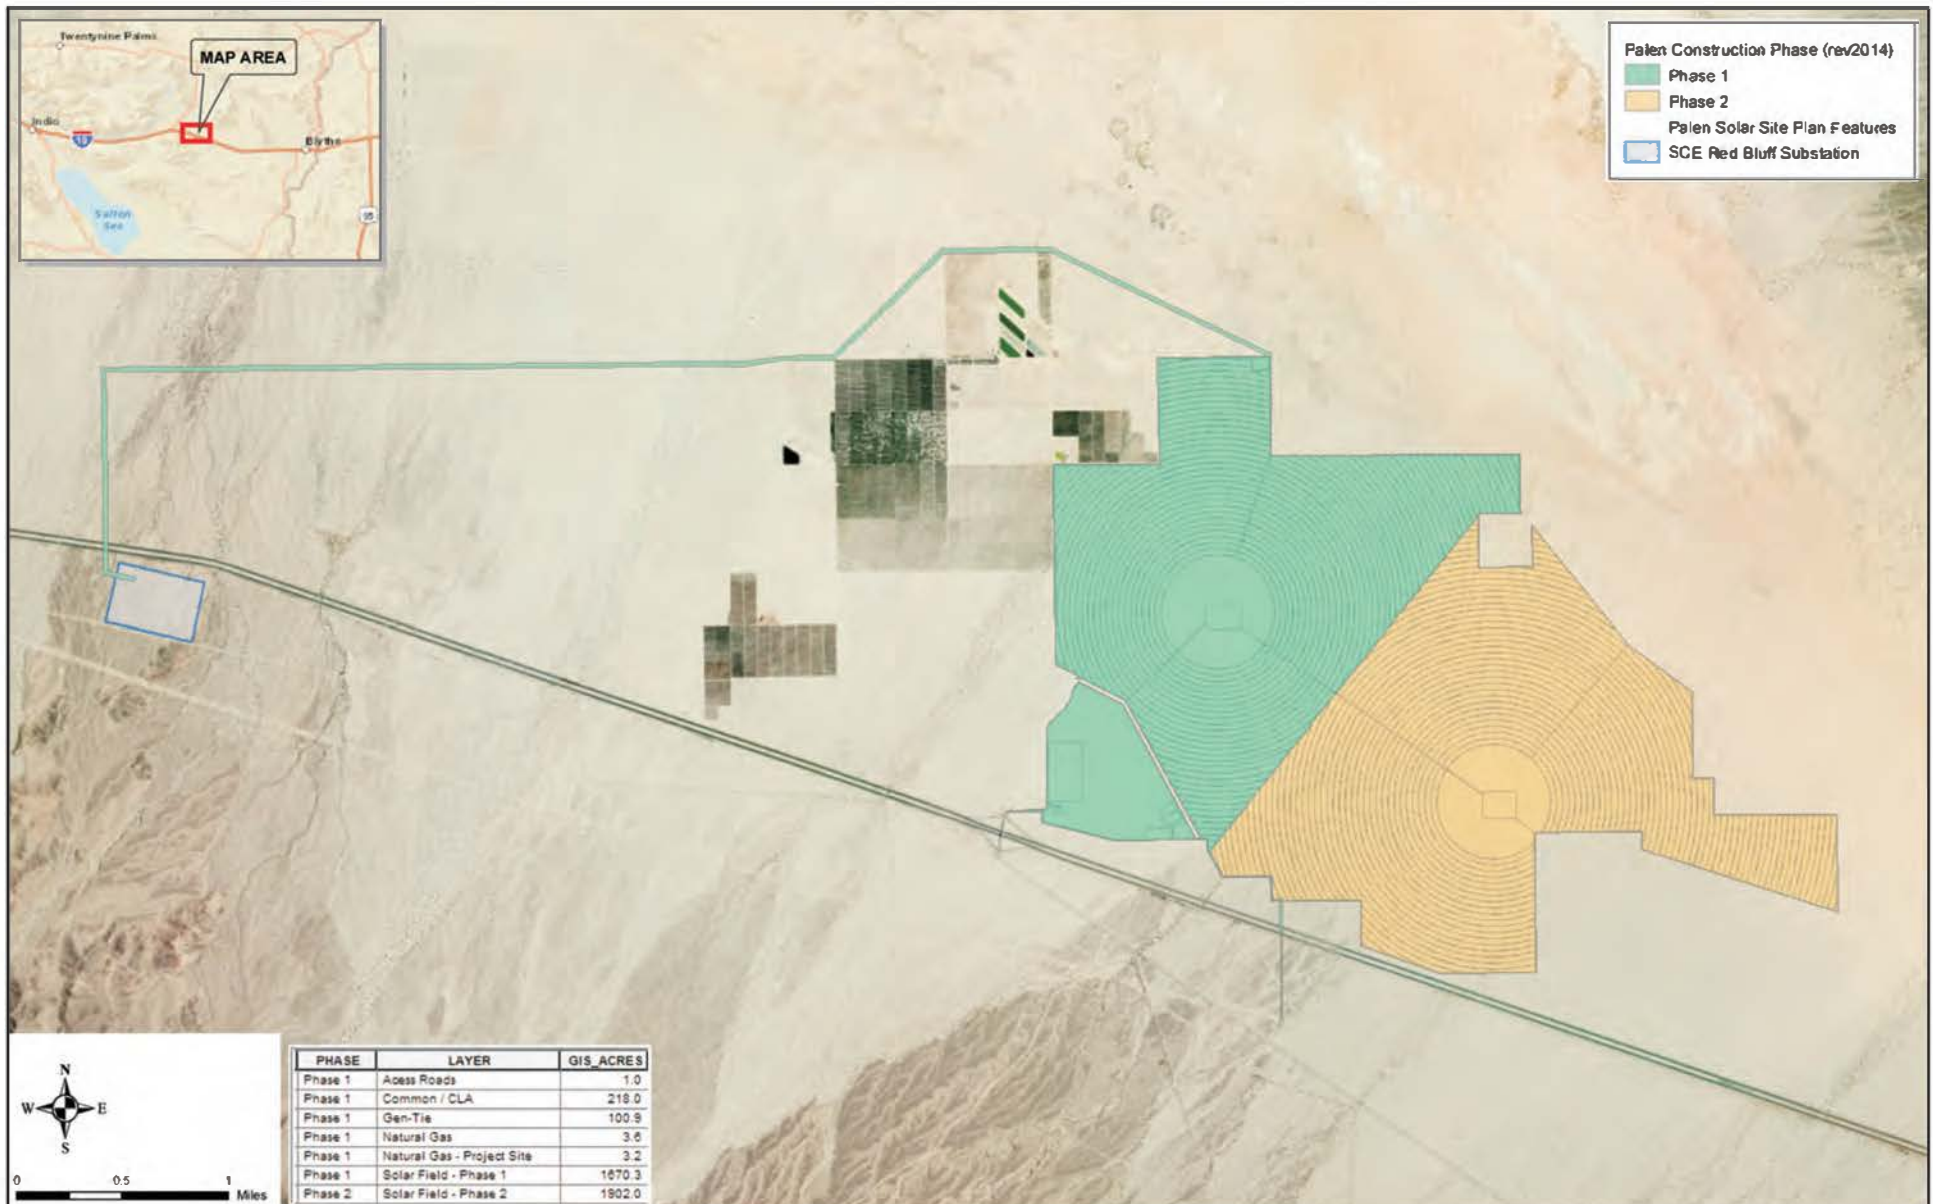 Twentynine Palms
MAP AREA
Indio
10
Blythe
Salton
Sea
95
Palen Construction Phase (rev2014)
Phase 1
Phase 2
Palen Solar Site Plan Features
SCE Red Bluff Substation
N
W E
S
0 0.5 1
Miles
PHASE LAYER GIS_ACRES
Phase 1 Acess Roads 1.0
Phase 1 Common / CLA 218.0
Phase 1 Gen-Tie 100.9
Phase 1 Natural Gas 3.6
Phase 1 Natural Gas - Project Site 3.2
Phase 1 Solar Field - Phase 1 1670.3
Phase 2 Solar Field - Phase 2 1902.0